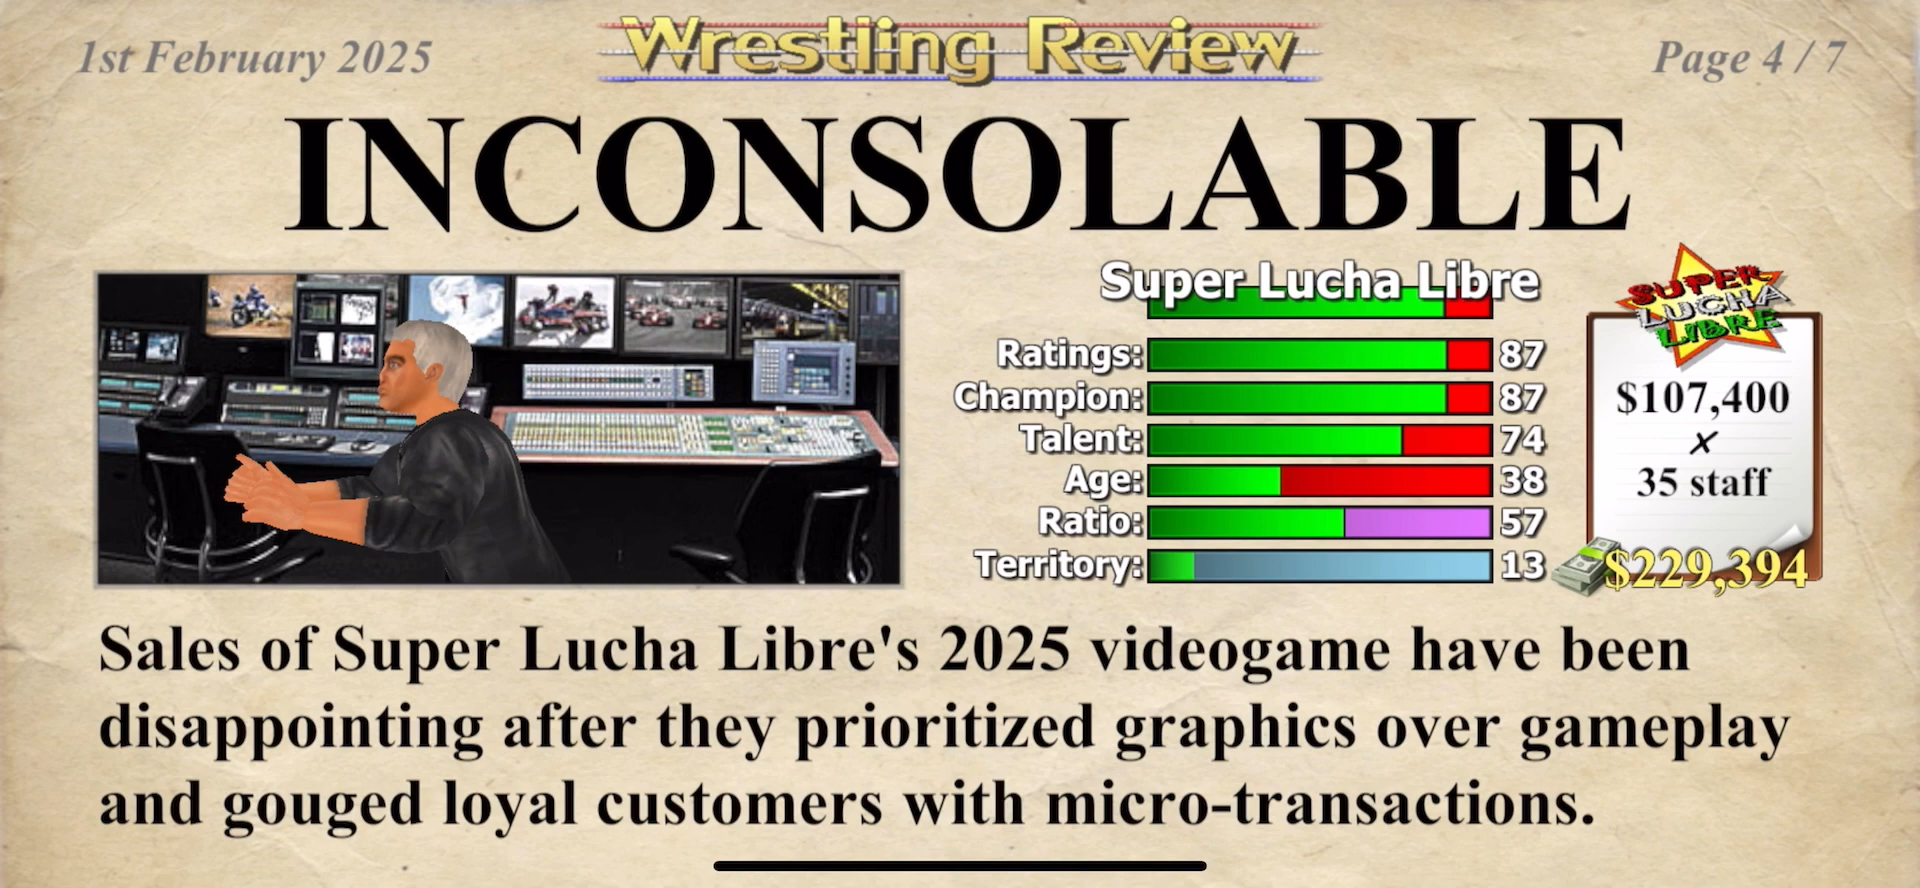 1st February 2025
Wrestling Review
Page 4 / 7
INCONSOLABLE
Super Lucha Libre
Ratings: 87
Champion: 87
Talent: 74
Age: 38
Ratio: 57
Territory: 13
SUPER
LUCHA
LIBRE
$107,400
x
35 staff
$229,394
Sales of Super Lucha Libre's 2025 videogame have been
disappointing after they prioritized graphics over gameplay
and gouged loyal customers with micro-transactions.